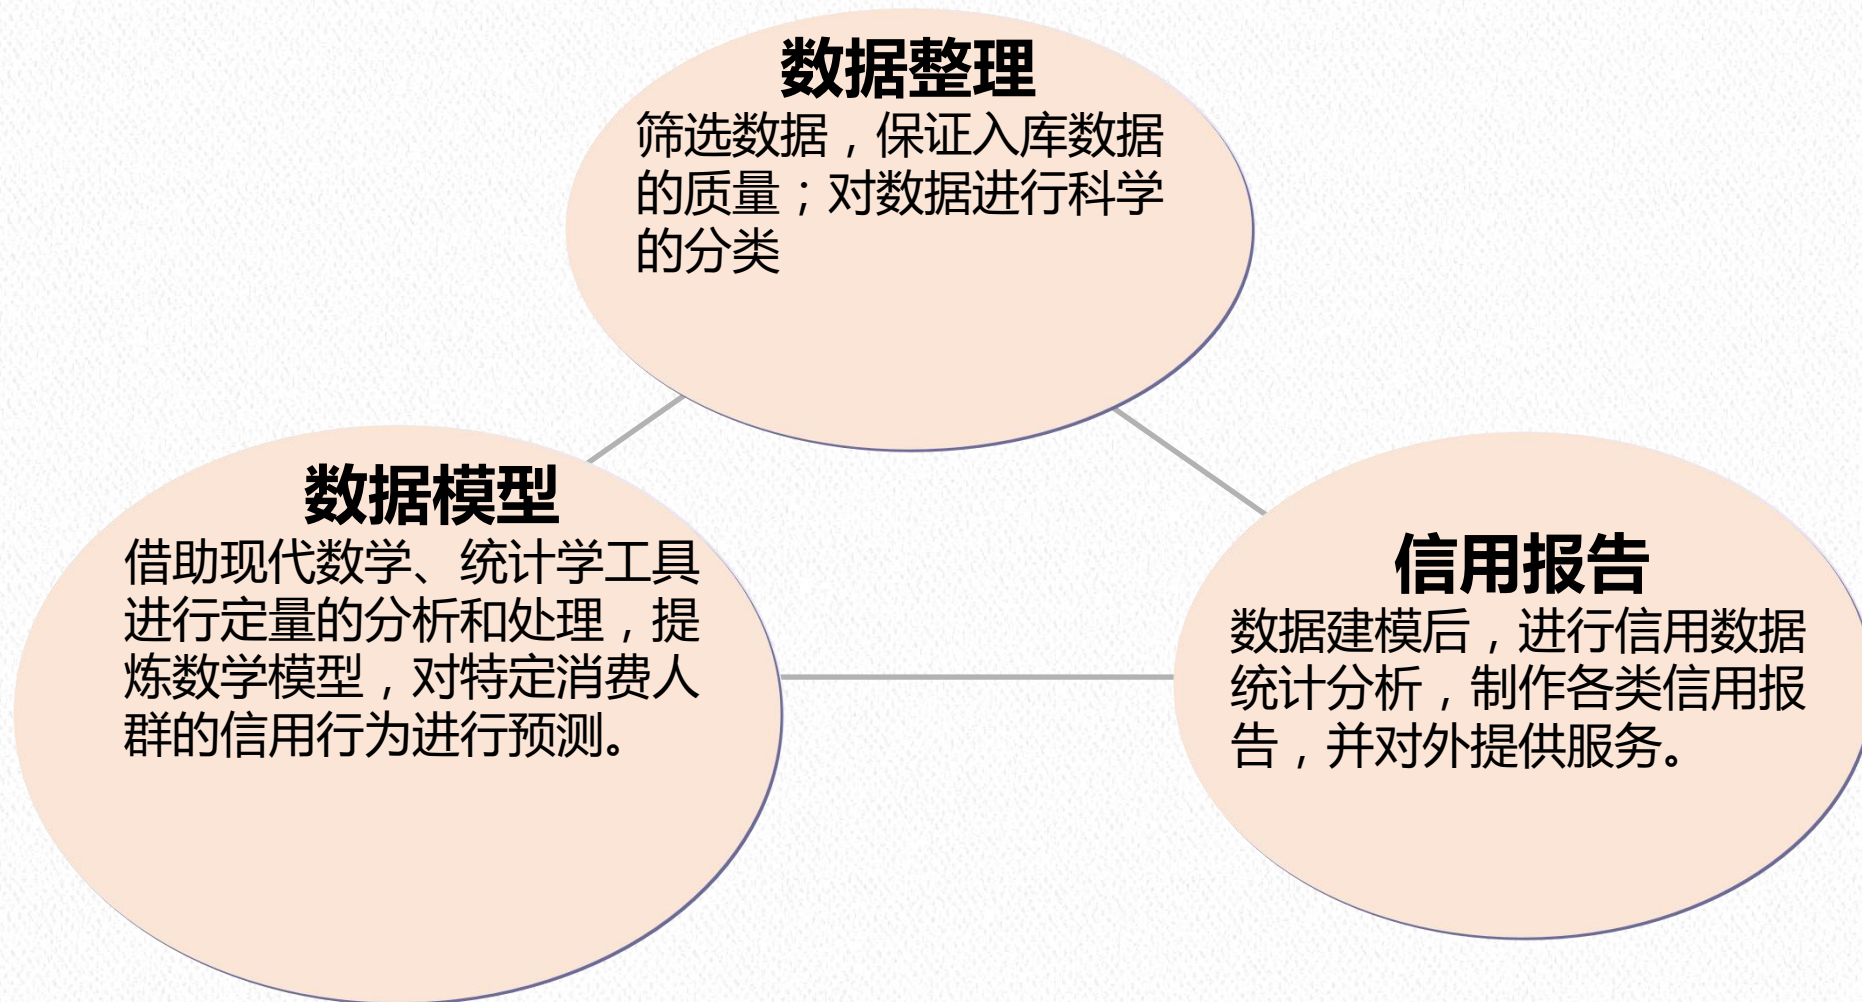 数据整理
筛选数据，保证入库数据
的质量；对数据进行科学
的分类
数据模型
借助现代数学、统计学工具
进行定量的分析和处理，提
炼数学模型，对特定消费人
群的信用行为进行预测。
信用报告
数据建模后，进行信用数据
统计分析，制作各类信用报
告，并对外提供服务。